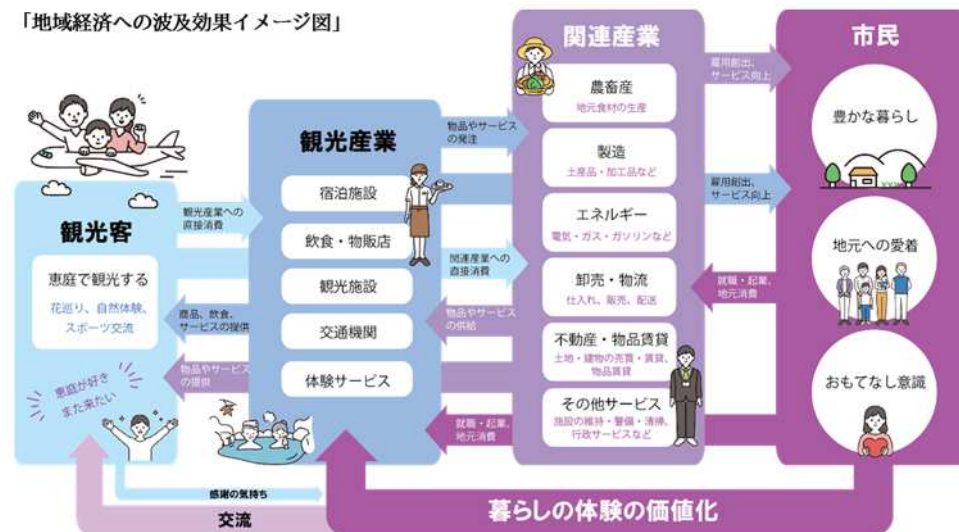 「地域経済への波及効果イメージ図」
観光客
恵庭で観光する
花巡り、自然体験、
スポーツ交流
恵庭が好き
また来たい
観光産業への
直接消費
商品、飲食、
サービスの提供
物品やサービス
の提供
観光産業
宿泊施設
飲食・物販店
観光施設
交通機関
体験サービス
物品やサービス
の発注
関連産業への
直接消費
物品やサービス
の供給
就職・起業、
地元消費
関連産業
農畜産
地元食材の生産
製造
土産品・加工品など
エネルギー
電気・ガス・ガソリンなど
卸売・物流
仕入れ、販売、配送
不動産・物品賃貸
土地・建物の売買・賃貸、
物品賃貸
その他サービス
施設の維持・警備・清掃、
行政サービスなど
雇用創出、
サービス向上
雇用創出、
サービス向上
就職・起業、
地元消費
市民
豊かな暮らし
地元への愛着
おもてなし意識
感謝の気持ち
交流
暮らしの体験の価値化